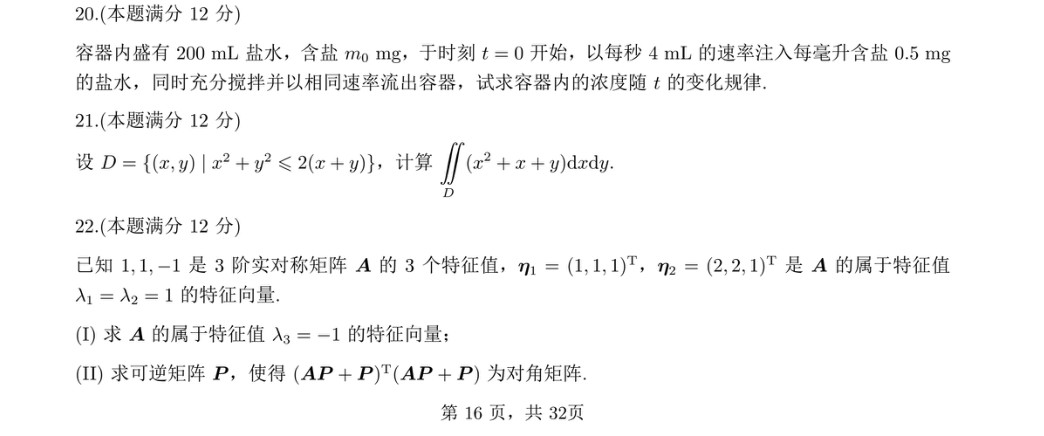 20.(本题满分 12 分)
容器内盛有 200 mL 盐水，含盐 m₀ mg，于时刻 t = 0 开始，以每秒 4 mL 的速率注入每毫升含盐 0.5 mg
的盐水，同时充分搅拌并以相同速率流出容器，试求容器内的浓度随 t 的变化规律.
21.(本题满分 12 分)
设 D = {(x, y) | x² + y² ⩽ 2(x + y)}，计算 ∬_D (x² + x + y)dxdy.
22.(本题满分 12 分)
已知 1, 1, −1 是 3 阶实对称矩阵 A 的 3 个特征值，η₁ = (1, 1, 1)ᵀ，η₂ = (2, 2, 1)ᵀ 是 A 的属于特征值
λ₁ = λ₂ = 1 的特征向量.
(I) 求 A 的属于特征值 λ₃ = −1 的特征向量；
(II) 求可逆矩阵 P，使得 (AP + P)ᵀ(AP + P) 为对角矩阵.
第 16 页，共 32页